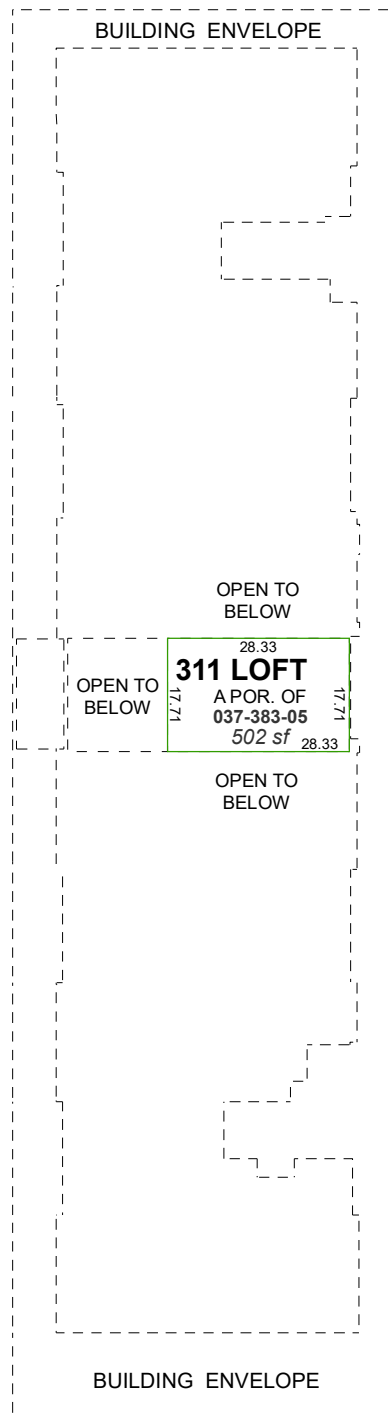 BUILDING ENVELOPE
OPEN TO
BELOW
28.33
311 LOFT
OPEN TO
BELOW
17.71
A POR. OF
037-383-05
17.71
502 sf
28.33
OPEN TO
BELOW
BUILDING ENVELOPE